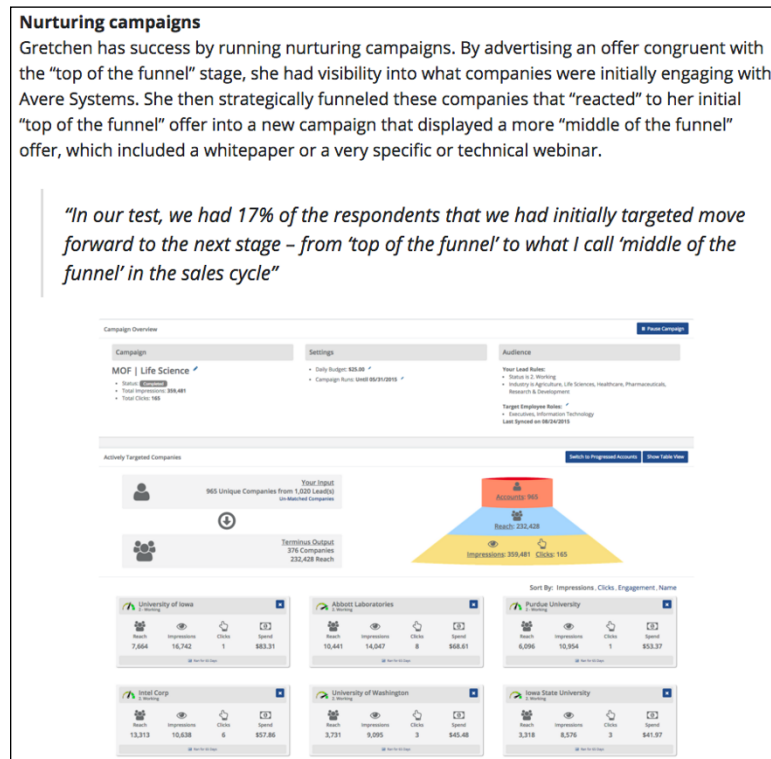 Nurturing campaigns
Gretchen has success by running nurturing campaigns. By advertising an offer congruent with
the “top of the funnel” stage, she had visibility into what companies were initially engaging with
Avere Systems. She then strategically funneled these companies that “reacted” to her initial
“top of the funnel” offer into a new campaign that displayed a more “middle of the funnel”
offer, which included a whitepaper or a very specific or technical webinar.
“In our test, we had 17% of the respondents that we had initially targeted move
forward to the next stage – from ‘top of the funnel’ to what I call ‘middle of the
funnel’ in the sales cycle”
Campaign Overview
Pause Campaign
Campaign
MOF | Life Science
Status: Completed
Total Impressions: 359,481
Total Clicks: 165
Settings
Daily Budget: $25.00
Campaign Runs: Until 05/31/2015
Audience
Your Lead Rules:
Status is 2. Working
Industry is Agriculture, Life Sciences, Healthcare, Pharmaceuticals,
Research & Development
Target Employee Roles:
Executives, Information Technology
Last Synced on 08/24/2015
Actively Targeted Companies
Switch to Progressed Accounts
Show Table View
Your Input
965 Unique Companies from 1,020 Lead(s)
Un-Matched Companies
Terminus Output
376 Companies
232,428 Reach
Accounts: 965
Reach: 232,428
Impressions: 359,481 Clicks: 165
Sort By: Impressions, Clicks, Engagement, Name
University of Iowa
2. Working
Reach Impressions Clicks Spend
7,664 16,742 1 $83.31
Abbott Laboratories
2. Working
Reach Impressions Clicks Spend
10,441 14,047 8 $68.61
Purdue University
2. Working
Reach Impressions Clicks Spend
6,096 10,954 1 $53.37
Intel Corp
2. Working
Reach Impressions Clicks Spend
13,313 10,638 6 $57.86
University of Washington
2. Working
Reach Impressions Clicks Spend
3,731 9,095 3 $45.48
Iowa State University
2. Working
Reach Impressions Clicks Spend
3,318 8,576 3 $41.97